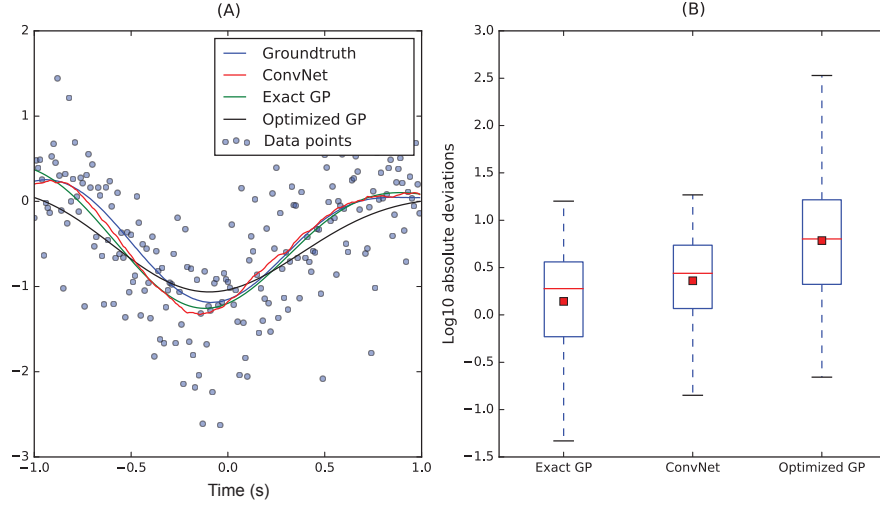 (A)
2
1
0
−1
−2
−3
−1.0
−0.5
0.0
0.5
1.0
Time (s)
Groundtruth
ConvNet
Exact GP
Optimized GP
Data points
(B)
Log10 absolute deviations
3.0
2.5
2.0
1.5
1.0
0.5
0.0
−0.5
−1.0
−1.5
Exact GP
ConvNet
Optimized GP